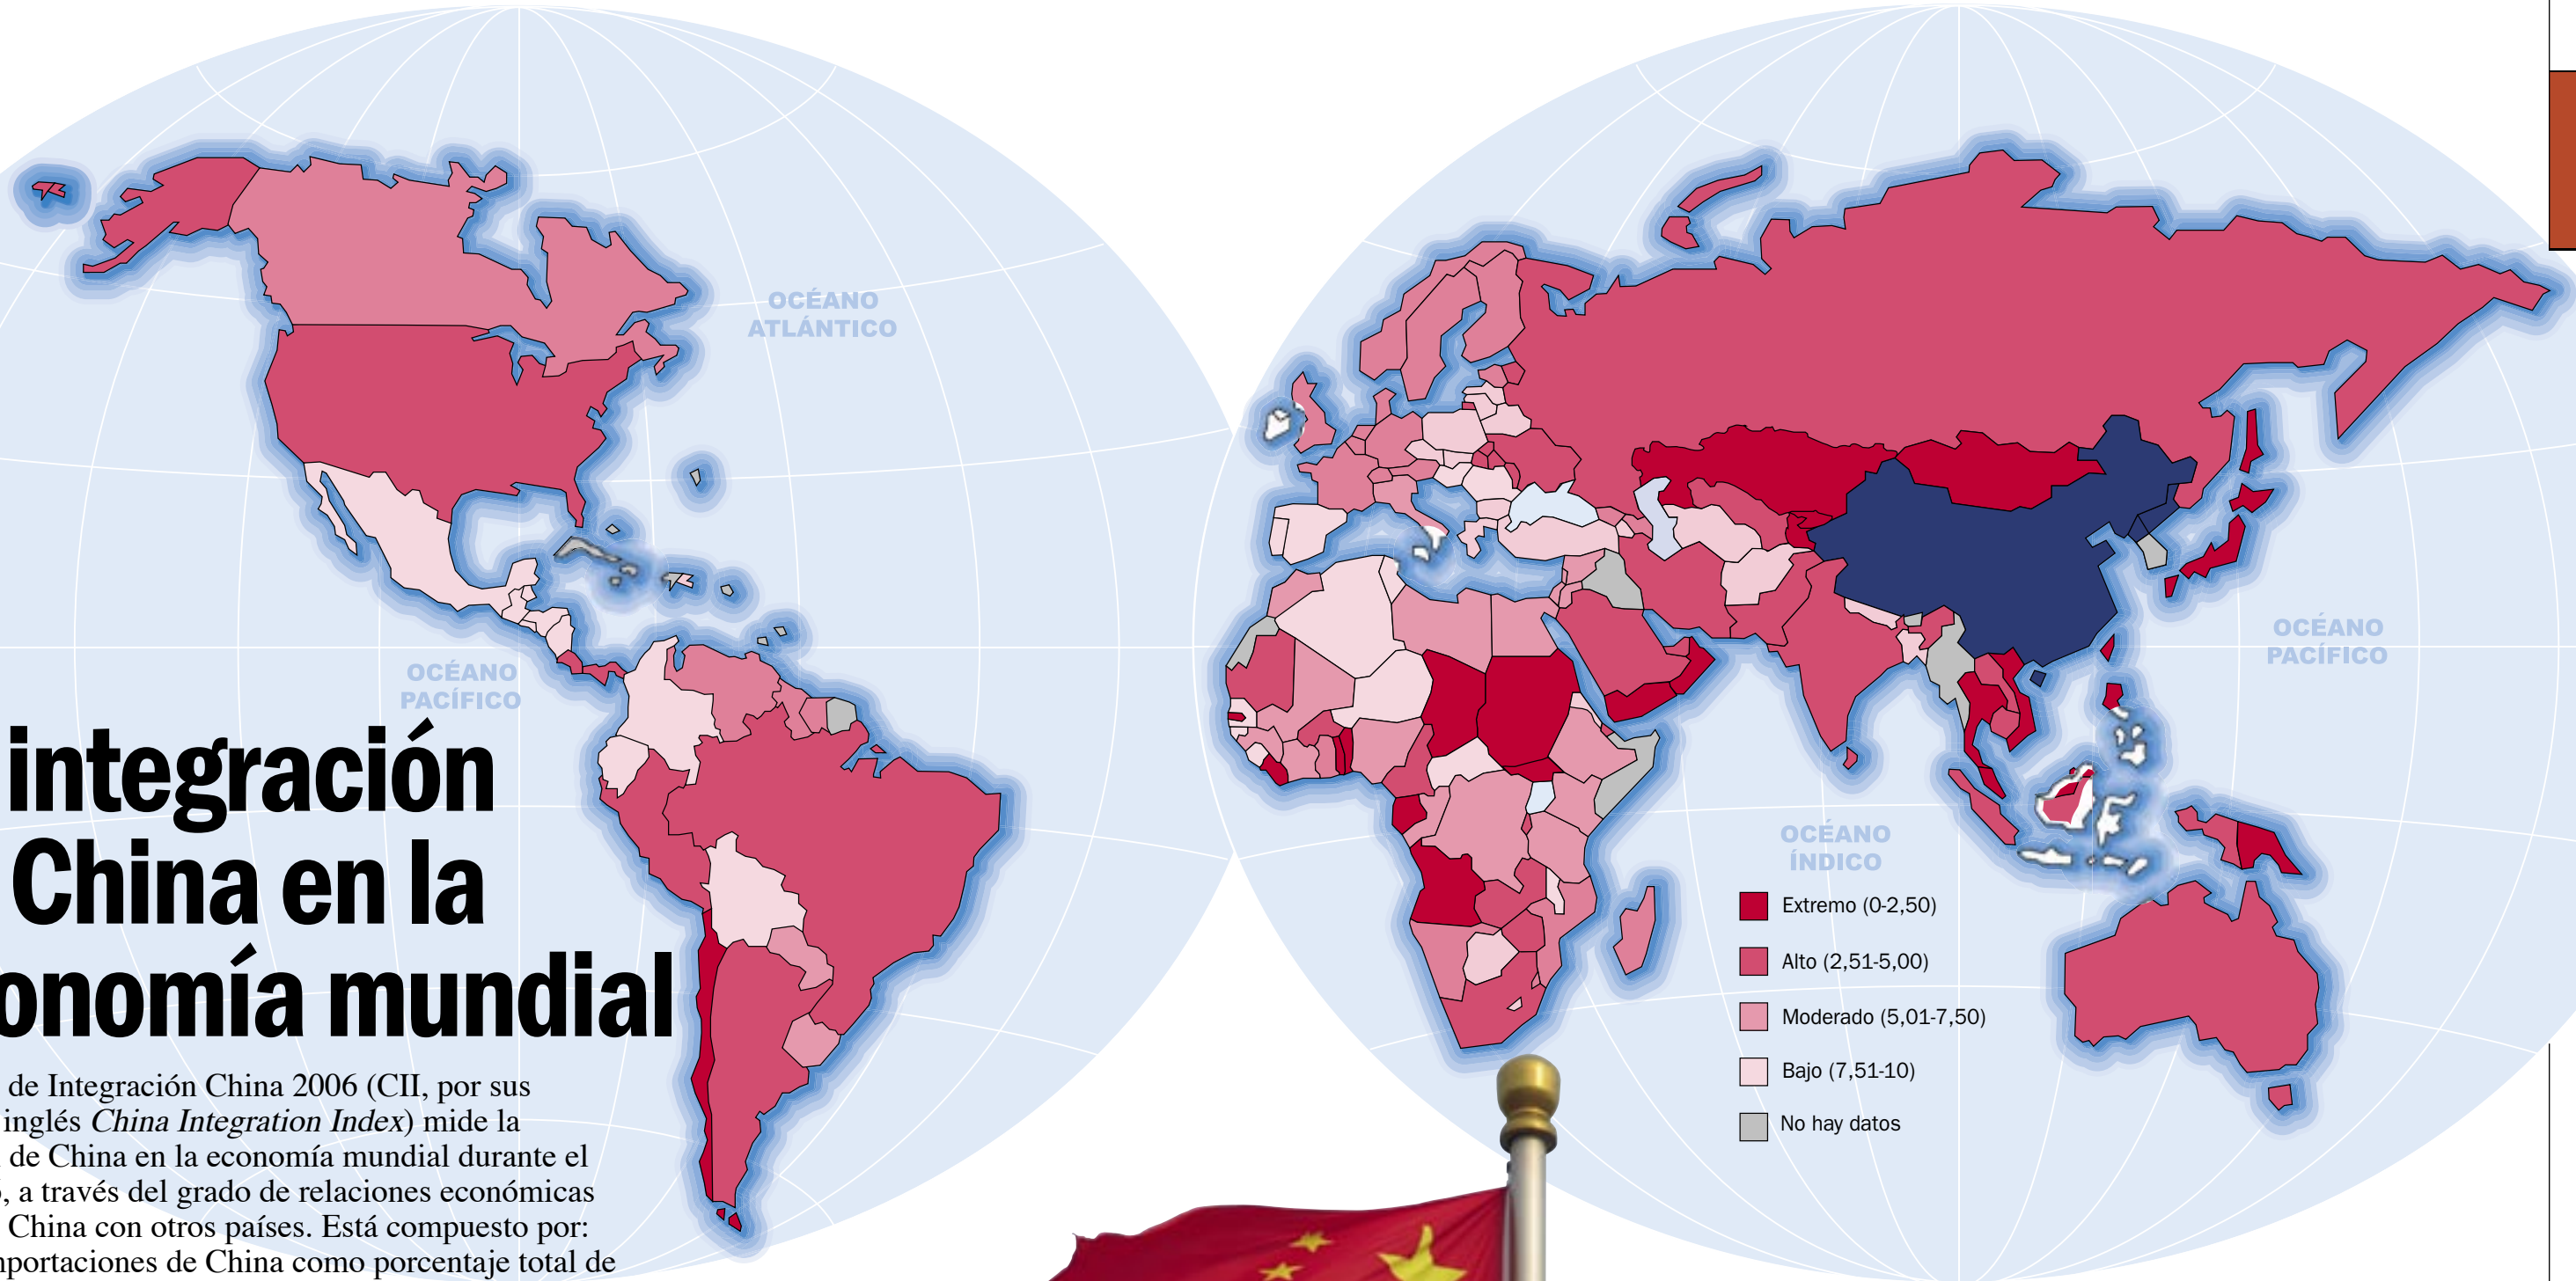 OCÉANO
ATLÁNTICO
OCÉANO
PACÍFICO
OCÉANO
PACÍFICO
OCÉANO
ÍNDICO
integración
China en la
onomía mundial
de Integración China 2006 (CII, por sus
inglés China Integration Index) mide la
de China en la economía mundial durante el
, a través del grado de relaciones económicas
China con otros países. Está compuesto por:
portaciones de China como porcentaje total de
Extremo (0-2,50)
Alto (2,51-5,00)
Moderado (5,01-7,50)
Bajo (7,51-10)
No hay datos